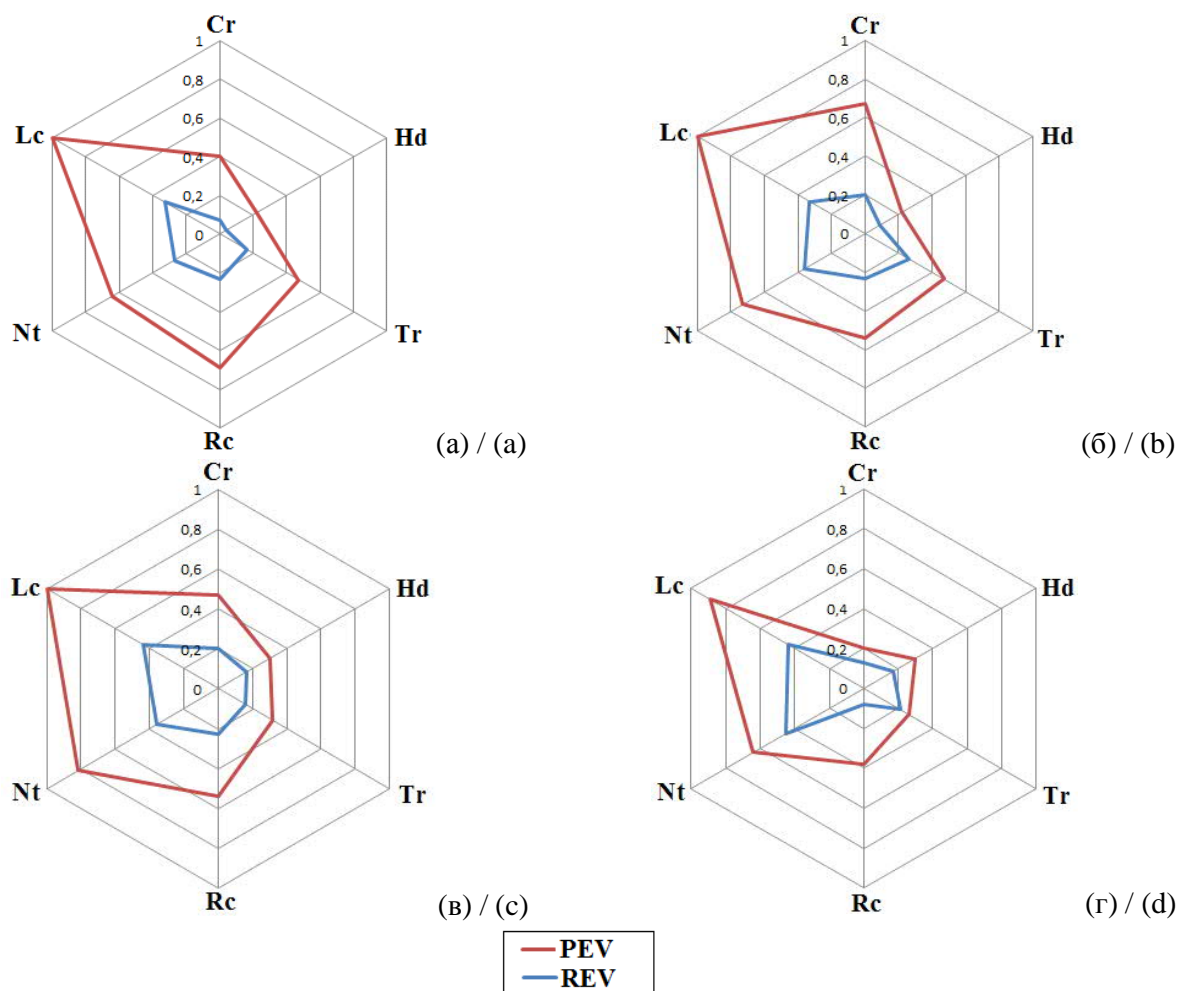 Cr
1
0,8
0,6
0,4
0,2
0
Lc
Hd
Nt
Tr
Rc
(а) / (a)
Cr
1
0,8
0,6
0,4
0,2
0
Lc
Hd
Nt
Tr
Rc
(б) / (b)
Cr
1
0,8
0,6
0,4
0,2
0
Lc
Hd
Nt
Tr
Rc
(в) / (c)
Cr
1
0,8
0,6
0,4
0,2
0
Lc
Hd
Nt
Tr
Rc
(г) / (d)
PEV
REV